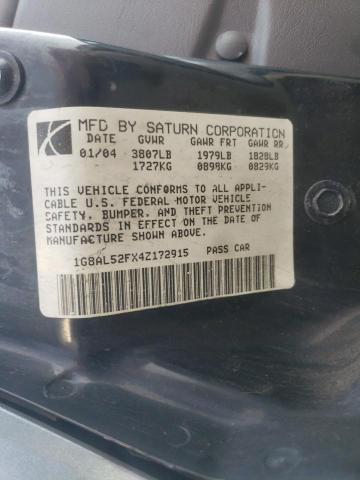 MFD BY SATURN CORPORATION
DATE GVWR GAWR FRT GAWR RR
01/04 3807LB 1979LB 1828LB
1727KG 0898KG 0829KG
THIS VEHICLE CONFORMS TO ALL APPLI-
CABLE U.S. FEDERAL MOTOR VEHICLE
SAFETY, BUMPER, AND THEFT PREVENTION
STANDARDS IN EFFECT ON THE DATE OF
MANUFACTURE SHOWN ABOVE.
1G8AL52FX4Z172915 PASS CAR